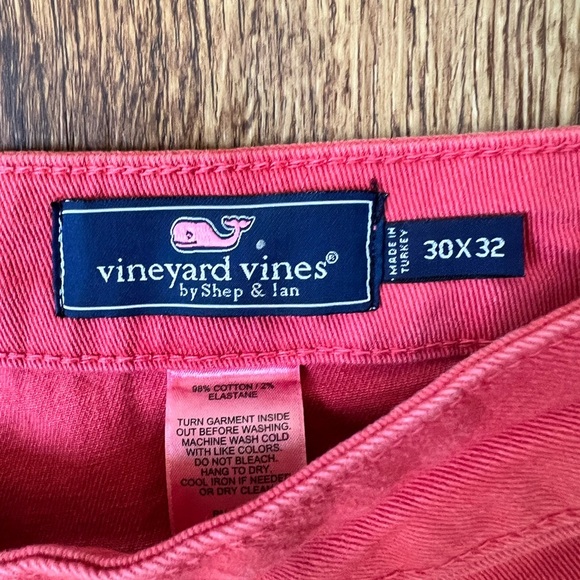 vineyard vines®
by Shep & Ian
MADE IN
TURKEY
30X32
98% COTTON / 2%
ELASTANE
TURN GARMENT INSIDE
OUT BEFORE WASHING.
MACHINE WASH COLD
WITH LIKE COLORS.
DO NOT BLEACH.
HANG TO DRY.
COOL IRON IF NEEDED
OR DRY CLEAN